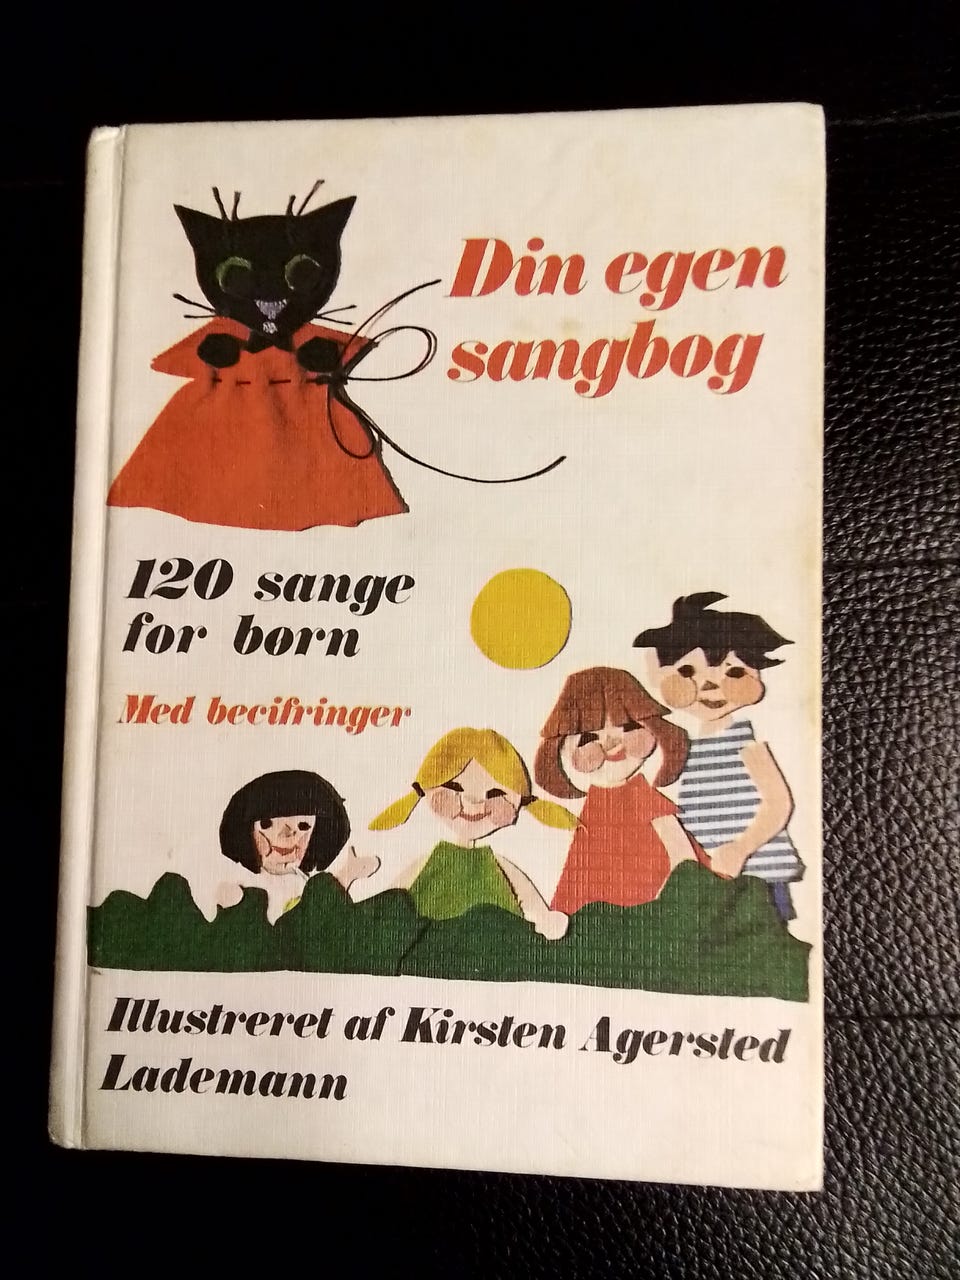 Din egen
sangbog
120 sange
for børn
Med becifringer
Illustreret af Kirsten Agersted
Lademann